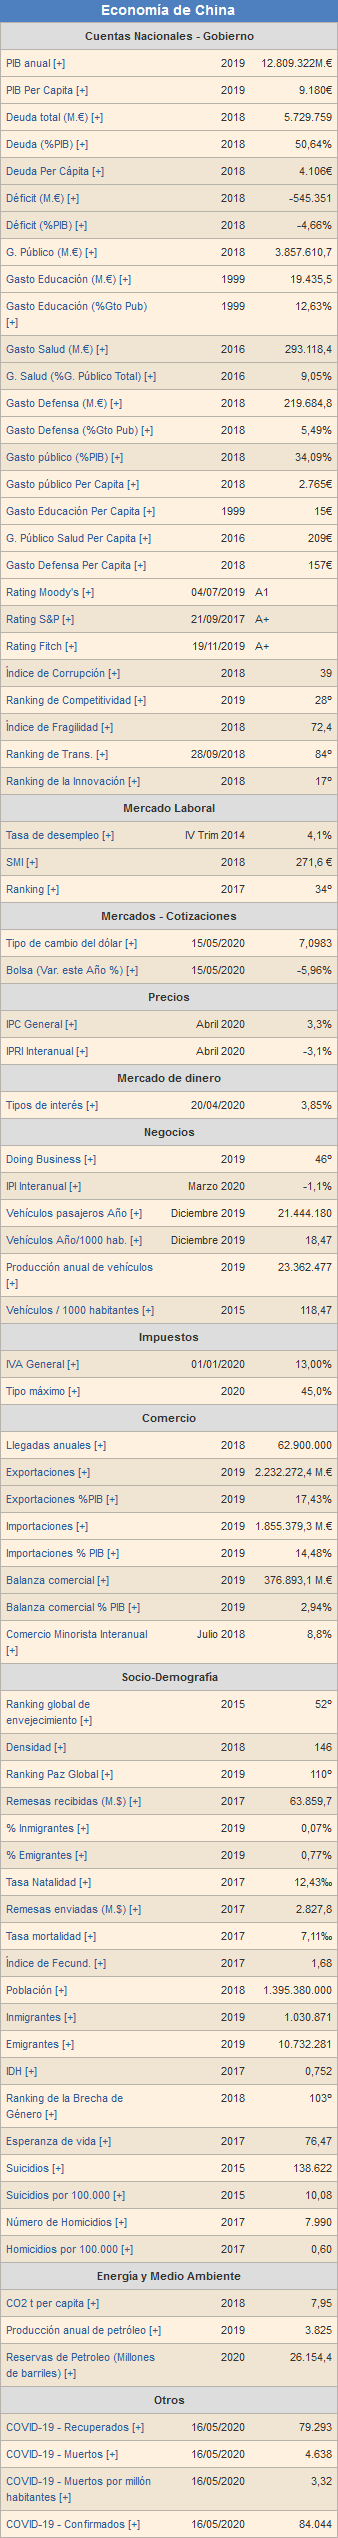 Economía de China
Cuentas Nacionales - Gobierno
PIB anual [+] 2019 12.809.322M.€
PIB Per Capita [+] 2019 9.180€
Deuda total (M.€) [+] 2018 5.729.759
Deuda (%PIB) [+] 2018 50,64%
Deuda Per Cápita [+] 2018 4.106€
Déficit (M.€) [+] 2018 -545.351
Déficit (%PIB) [+] 2018 -4,66%
G. Público (M.€) [+] 2018 3.857.610,7
Gasto Educación (M.€) [+] 1999 19.435,5
Gasto Educación (%Gto Pub) 1999 12,63%
[+]
Gasto Salud (M.€) [+] 2016 293.118,4
G. Salud (%G. Público Total) [+] 2016 9,05%
Gasto Defensa (M.€) [+] 2018 219.684,8
Gasto Defensa (%Gto Pub) [+] 2018 5,49%
Gasto público (%PIB) [+] 2018 34,09%
Gasto público Per Capita [+] 2018 2.765€
Gasto Educación Per Capita [+] 1999 15€
G. Público Salud Per Capita [+] 2016 209€
Gasto Defensa Per Capita [+] 2018 157€
Rating Moody's [+] 04/07/2019 A1
Rating S&P [+] 21/09/2017 A+
Rating Fitch [+] 19/11/2019 A+
Índice de Corrupción [+] 2018 39
Ranking de Competitividad [+] 2019 28º
Índice de Fragilidad [+] 2018 72,4
Ranking de Trans. [+] 28/09/2018 84º
Ranking de la Innovación [+] 2018 17º
Mercado Laboral
Tasa de desempleo [+] IV Trim 2014 4,1%
SMI [+] 2018 271,6 €
Ranking [+] 2017 34º
Mercados - Cotizaciones
Tipo de cambio del dólar [+] 15/05/2020 7,0983
Bolsa (Var. este Año %) [+] 15/05/2020 -5,96%
Precios
IPC General [+] Abril 2020 3,3%
IPRI Interanual [+] Abril 2020 -3,1%
Mercado de dinero
Tipos de interés [+] 20/04/2020 3,85%
Negocios
Doing Business [+] 2019 46º
IPI Interanual [+] Marzo 2020 -1,1%
Vehículos pasajeros Año [+] Diciembre 2019 21.444.180
Vehículos Año/1000 hab. [+] Diciembre 2019 18,47
Producción anual de vehículos 2019 23.362.477
[+]
Vehículos / 1000 habitantes [+] 2015 118,47
Impuestos
IVA General [+] 01/01/2020 13,00%
Tipo máximo [+] 2020 45,0%
Comercio
Llegadas anuales [+] 2018 62.900.000
Exportaciones [+] 2019 2.232.272,4 M.€
Exportaciones %PIB [+] 2019 17,43%
Importaciones [+] 2019 1.855.379,3 M.€
Importaciones % PIB [+] 2019 14,48%
Balanza comercial [+] 2019 376.893,1 M.€
Balanza comercial % PIB [+] 2019 2,94%
Comercio Minorista Interanual Julio 2018 8,8%
[+]
Socio-Demografía
Ranking global de 2015 52º
envejecimiento [+]
Densidad [+] 2018 146
Ranking Paz Global [+] 2019 110º
Remesas recibidas (M.$) [+] 2017 63.859,7
% Inmigrantes [+] 2019 0,07%
% Emigrantes [+] 2019 0,77%
Tasa Natalidad [+] 2017 12,43‰
Remesas enviadas (M.$) [+] 2017 2.827,8
Tasa mortalidad [+] 2017 7,11‰
Índice de Fecund. [+] 2017 1,68
Población [+] 2018 1.395.380.000
Inmigrantes [+] 2019 1.030.871
Emigrantes [+] 2019 10.732.281
IDH [+] 2017 0,752
Ranking de la Brecha de 2018 103º
Género [+]
Esperanza de vida [+] 2017 76,47
Suicidios [+] 2015 138.622
Suicidios por 100.000 [+] 2015 10,08
Número de Homicidios [+] 2017 7.990
Homicidios por 100.000 [+] 2017 0,60
Energía y Medio Ambiente
CO2 t per capita [+] 2018 7,95
Producción anual de petróleo [+] 2019 3.825
Reservas de Petroleo (Millones 2020 26.154,4
de barriles) [+]
Otros
COVID-19 - Recuperados [+] 16/05/2020 79.293
COVID-19 - Muertos [+] 16/05/2020 4.638
COVID-19 - Muertos por millón 16/05/2020 3,32
habitantes [+]
COVID-19 - Confirmados [+] 16/05/2020 84.044